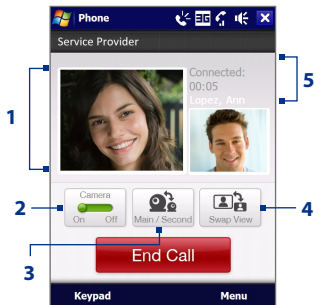 Phone
3G
Service Provider
1
Connected:
00:05
Lopez, Ann
5
2
Camera
On Off
Main / Second
Swap View
4
3
End Call
Keypad Menu